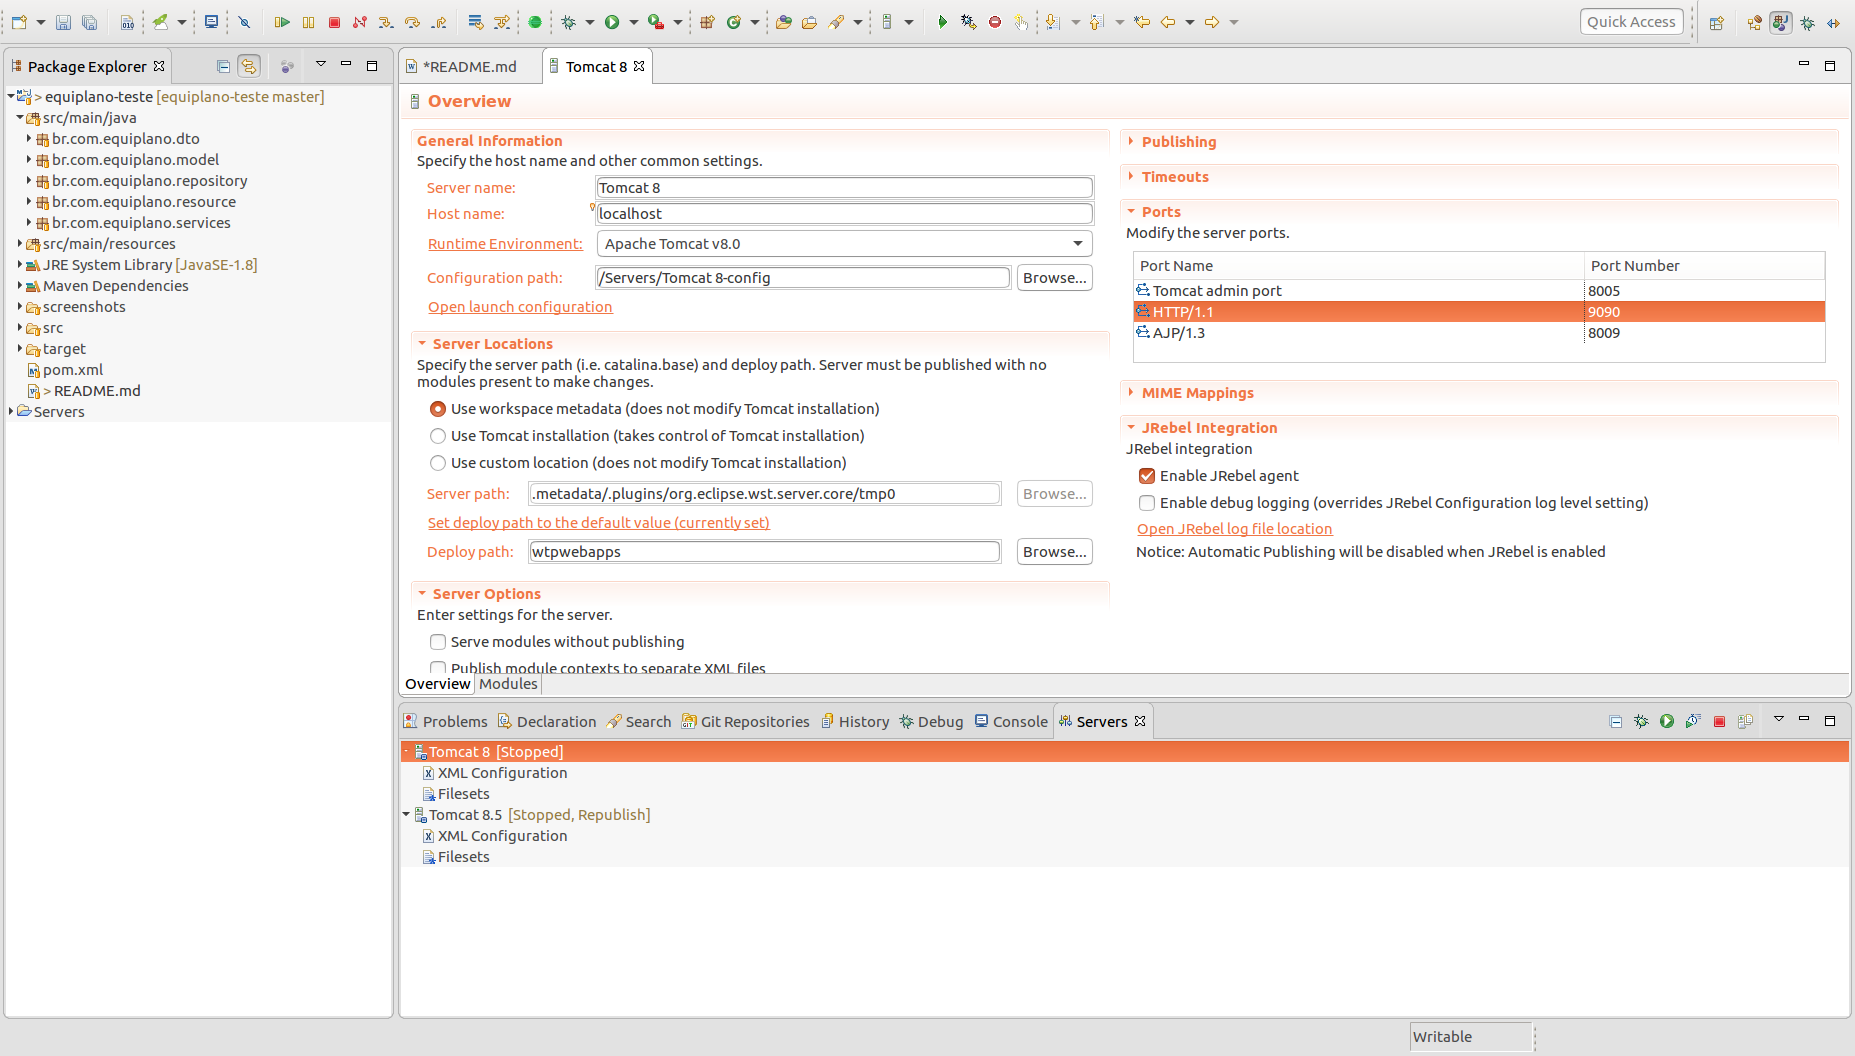 Quick Access
Package Explorer
> equiplano-teste [equiplano-teste master]
src/main/java
br.com.equiplano.dto
br.com.equiplano.model
br.com.equiplano.repository
br.com.equiplano.resource
br.com.equiplano.services
src/main/resources
JRE System Library [JavaSE-1.8]
Maven Dependencies
screenshots
src
target
pom.xml
> README.md
Servers
*README.md
Tomcat 8
Overview
General Information
Specify the host name and other common settings.
Server name: Tomcat 8
Host name: localhost
Runtime Environment: Apache Tomcat v8.0
Configuration path: /Servers/Tomcat 8-config Browse...
Open launch configuration
Server Locations
Specify the server path (i.e. catalina.base) and deploy path. Server must be published with no
modules present to make changes.
Use workspace metadata (does not modify Tomcat installation)
Use Tomcat installation (takes control of Tomcat installation)
Use custom location (does not modify Tomcat installation)
Server path: .metadata/.plugins/org.eclipse.wst.server.core/tmp0 Browse...
Set deploy path to the default value (currently set)
Deploy path: wtpwebapps Browse...
Server Options
Enter settings for the server.
Serve modules without publishing
Publish module contexts to separate XML files
Publishing
Timeouts
Ports
Modify the server ports.
Port Name Port Number
Tomcat admin port 8005
HTTP/1.1 9090
AJP/1.3 8009
MIME Mappings
JRebel Integration
JRebel integration
Enable JRebel agent
Enable debug logging (overrides JRebel Configuration log level setting)
Open JRebel log file location
Notice: Automatic Publishing will be disabled when JRebel is enabled
Overview Modules
Problems Declaration Search Git Repositories History Debug Console Servers
Tomcat 8 [Stopped]
XML Configuration
Filesets
Tomcat 8.5 [Stopped, Republish]
XML Configuration
Filesets
Writable